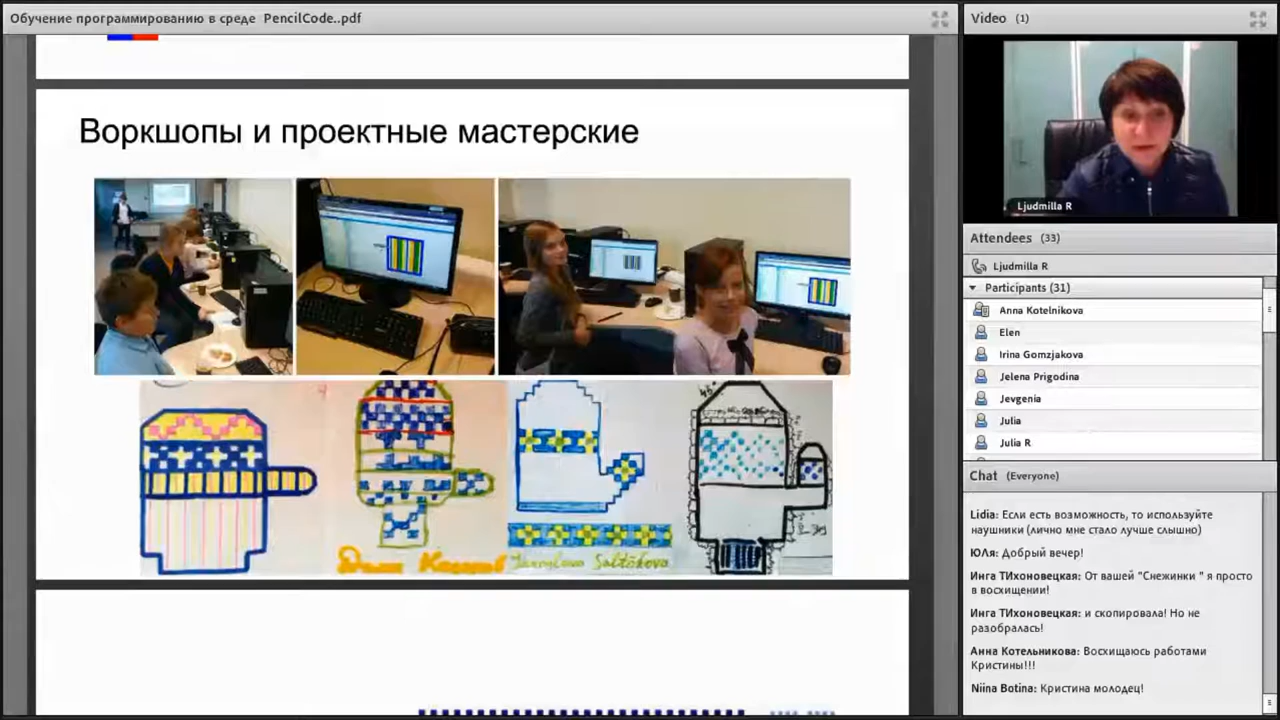 Обучение программированию в среде PencilCode..pdf
Воркшопы и проектные мастерские
Video (1)
Ljudmilla R
Attendees (33)
Ljudmilla R
Participants (31)
Anna Kotelnikova
Elen
Irina Gomzjakova
Jelena Prigodina
Jevgenia
Julia
Julia R
Chat (Everyone)
Lidia: Если есть возможность, то используйте
наушники (лично мне стало лучше слышно)
ЮЛя: Добрый вечер!
Инга ТИхоновецкая: От вашей "Снежинки " я просто
в восхищении!
Инга ТИхоновецкая: и скопировала! Но не
разобралась!
Анна Котельникова: Восхищаюсь работами
Кристины!!!
Niina Botina: Кристина молодец!